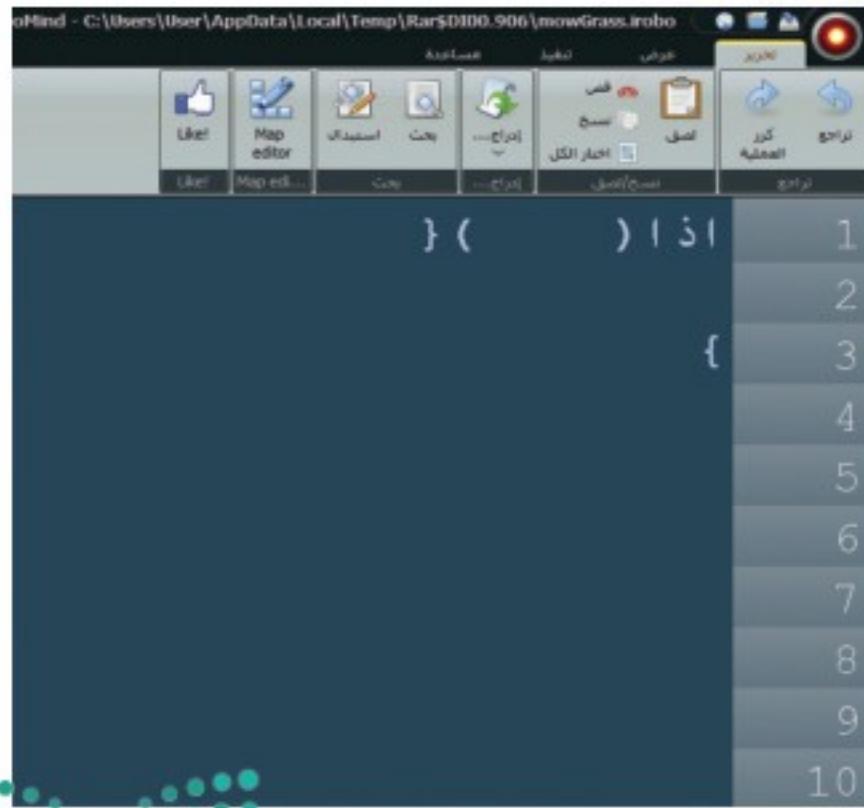 oMind - C:\Users\User\AppData\Local\Temp\Rar$DI00.906\mowGrass.irobo
تحرير عرض تنفيذ مساعدة
تراجع
كرر العملية
لصق
قص
نسخ
اختار الكل
إدراج....
بحث
استبدال
Map editor
Like!
تراجع
نسخ/لصق
إدراج....
بحث
Map edi...
Like!
1 اذا( ){
2
3 }
4
5
6
7
8
9
10